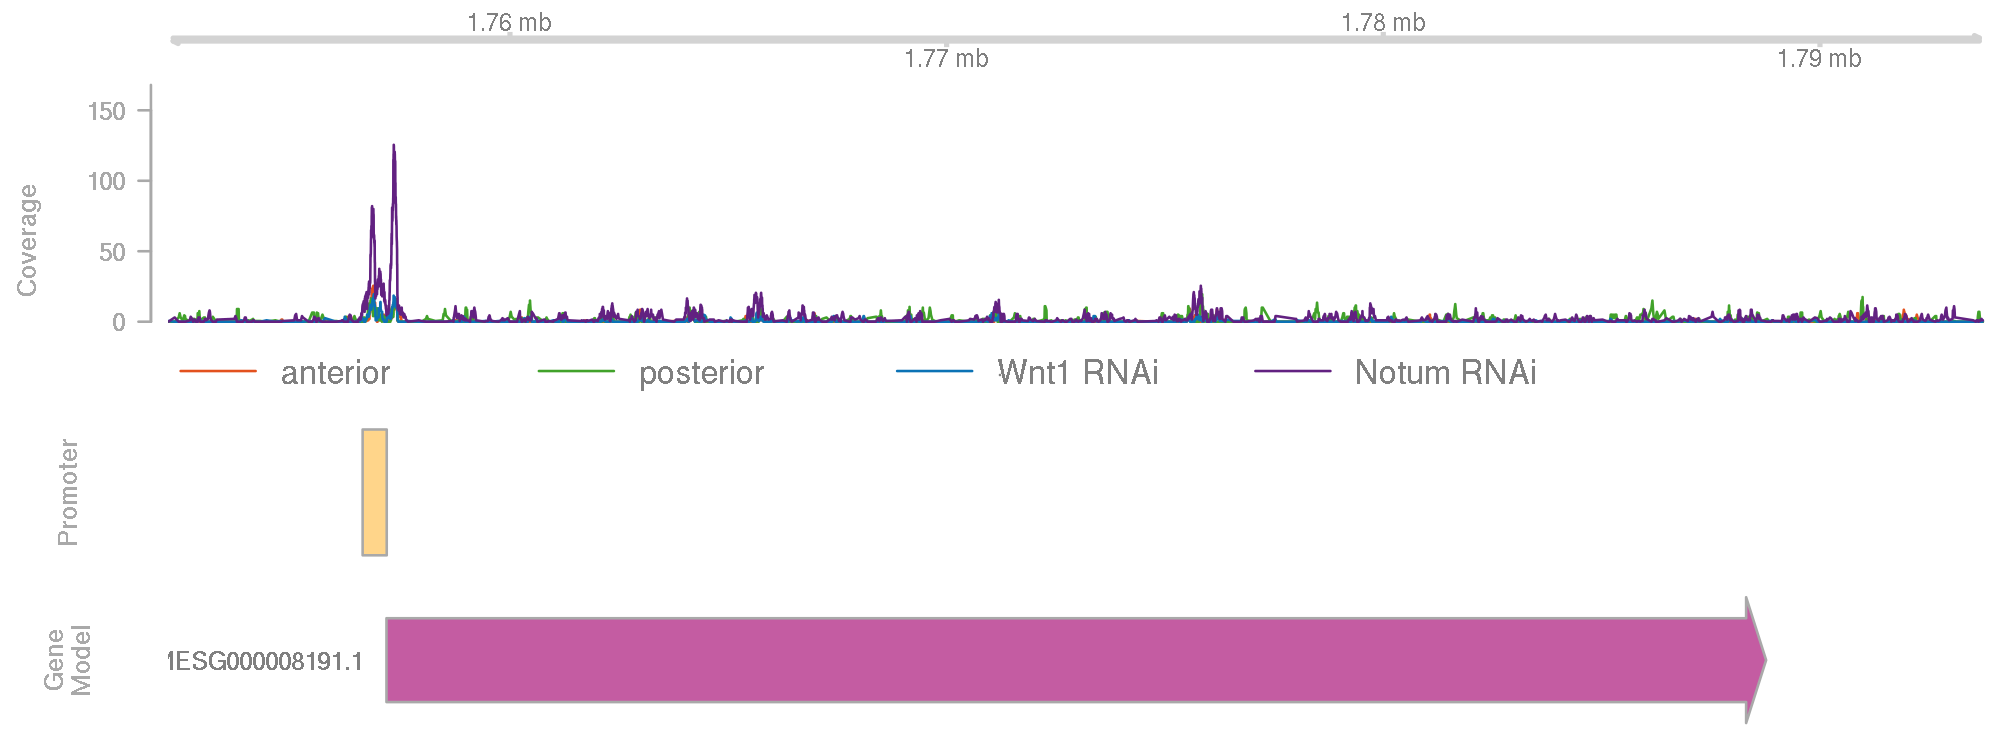 1.76 mb
1.78 mb
1.77 mb
1.79 mb
Coverage
150
100
50
0
anterior
posterior
Wnt1 RNAi
Notum RNAi
Promoter
Gene
Model
1ESG000008191.1